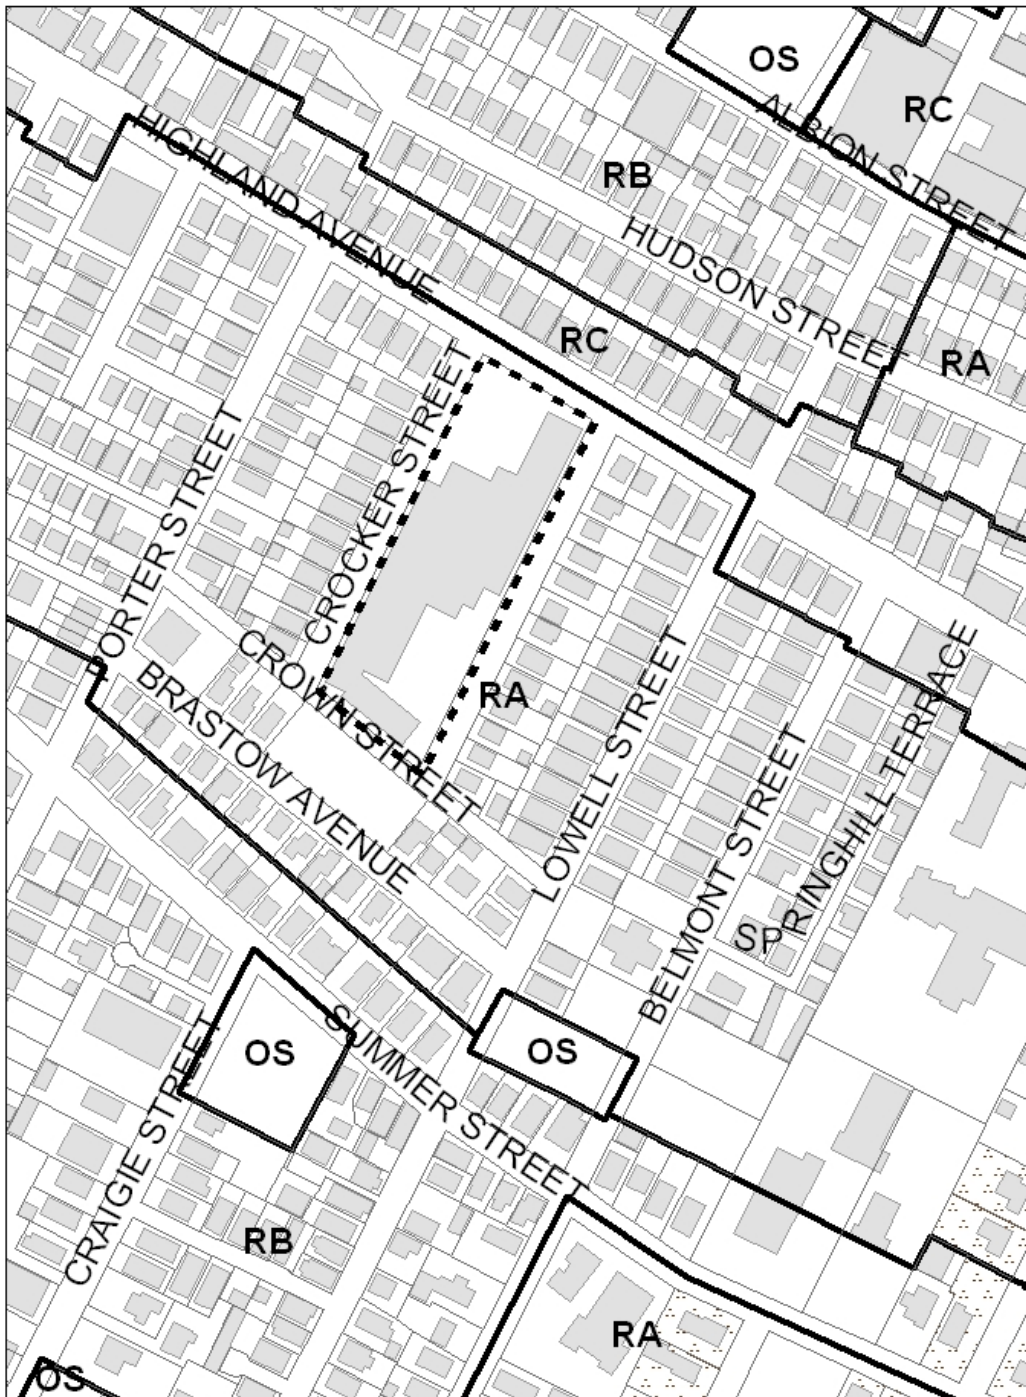 OS
RC
ALBION STREET
HIGHLAND AVENUE
RB
HUDSON STREET
RC
RA
CROCKER STREET
PORTER STREET
CROWN STREET
RA
BRASTOW AVENUE
LOWELL STREET
BELMONT STREET
SPRINGHILL TERRACE
OS
OS
SUMMER STREET
CRAIGIE STREET
RB
RA
OS